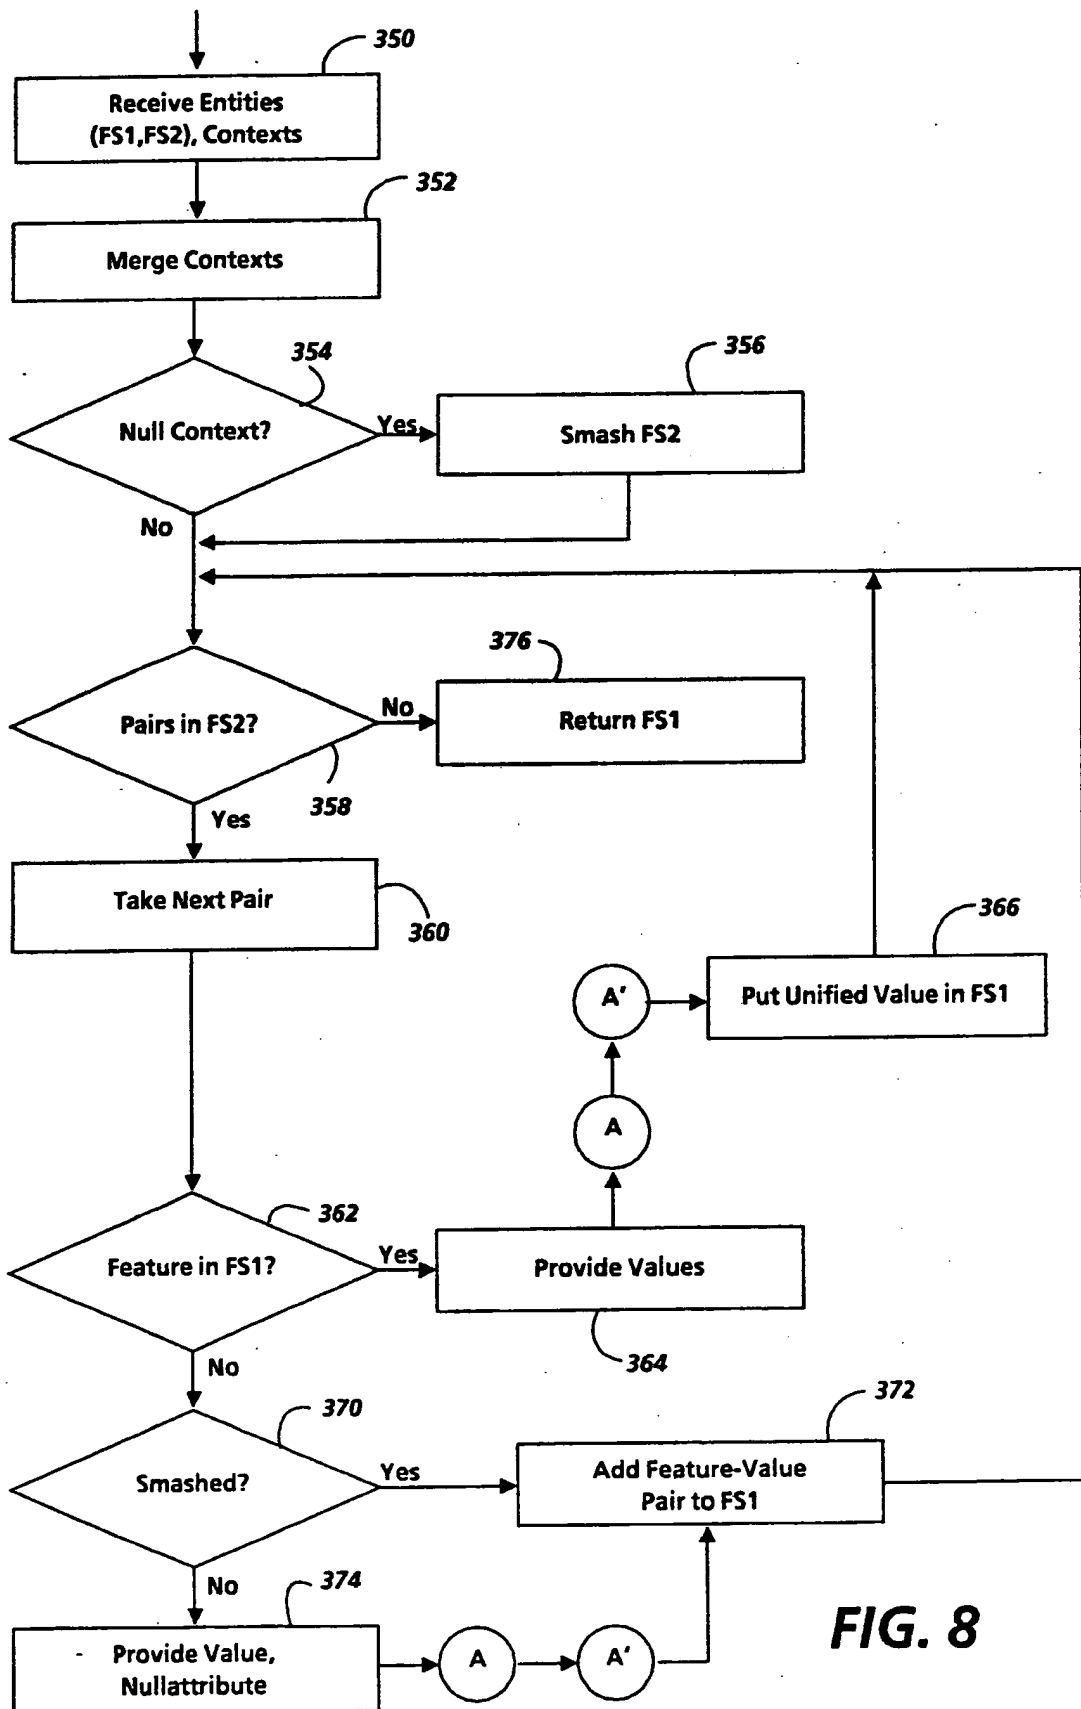 350
Receive Entities
(FS1,FS2), Contexts
352
Merge Contexts
354
356
Null Context?
Yes
Smash FS2
No
376
Pairs in FS2?
No
Return FS1
358
Yes
Take Next Pair
360
366
A'
Put Unified Value in FS1
A
362
Feature in FS1?
Yes
Provide Values
364
No
370
372
Smashed?
Yes
Add Feature-Value
Pair to FS1
No
374
Provide Value,
Nullattribute
A
A'
FIG. 8